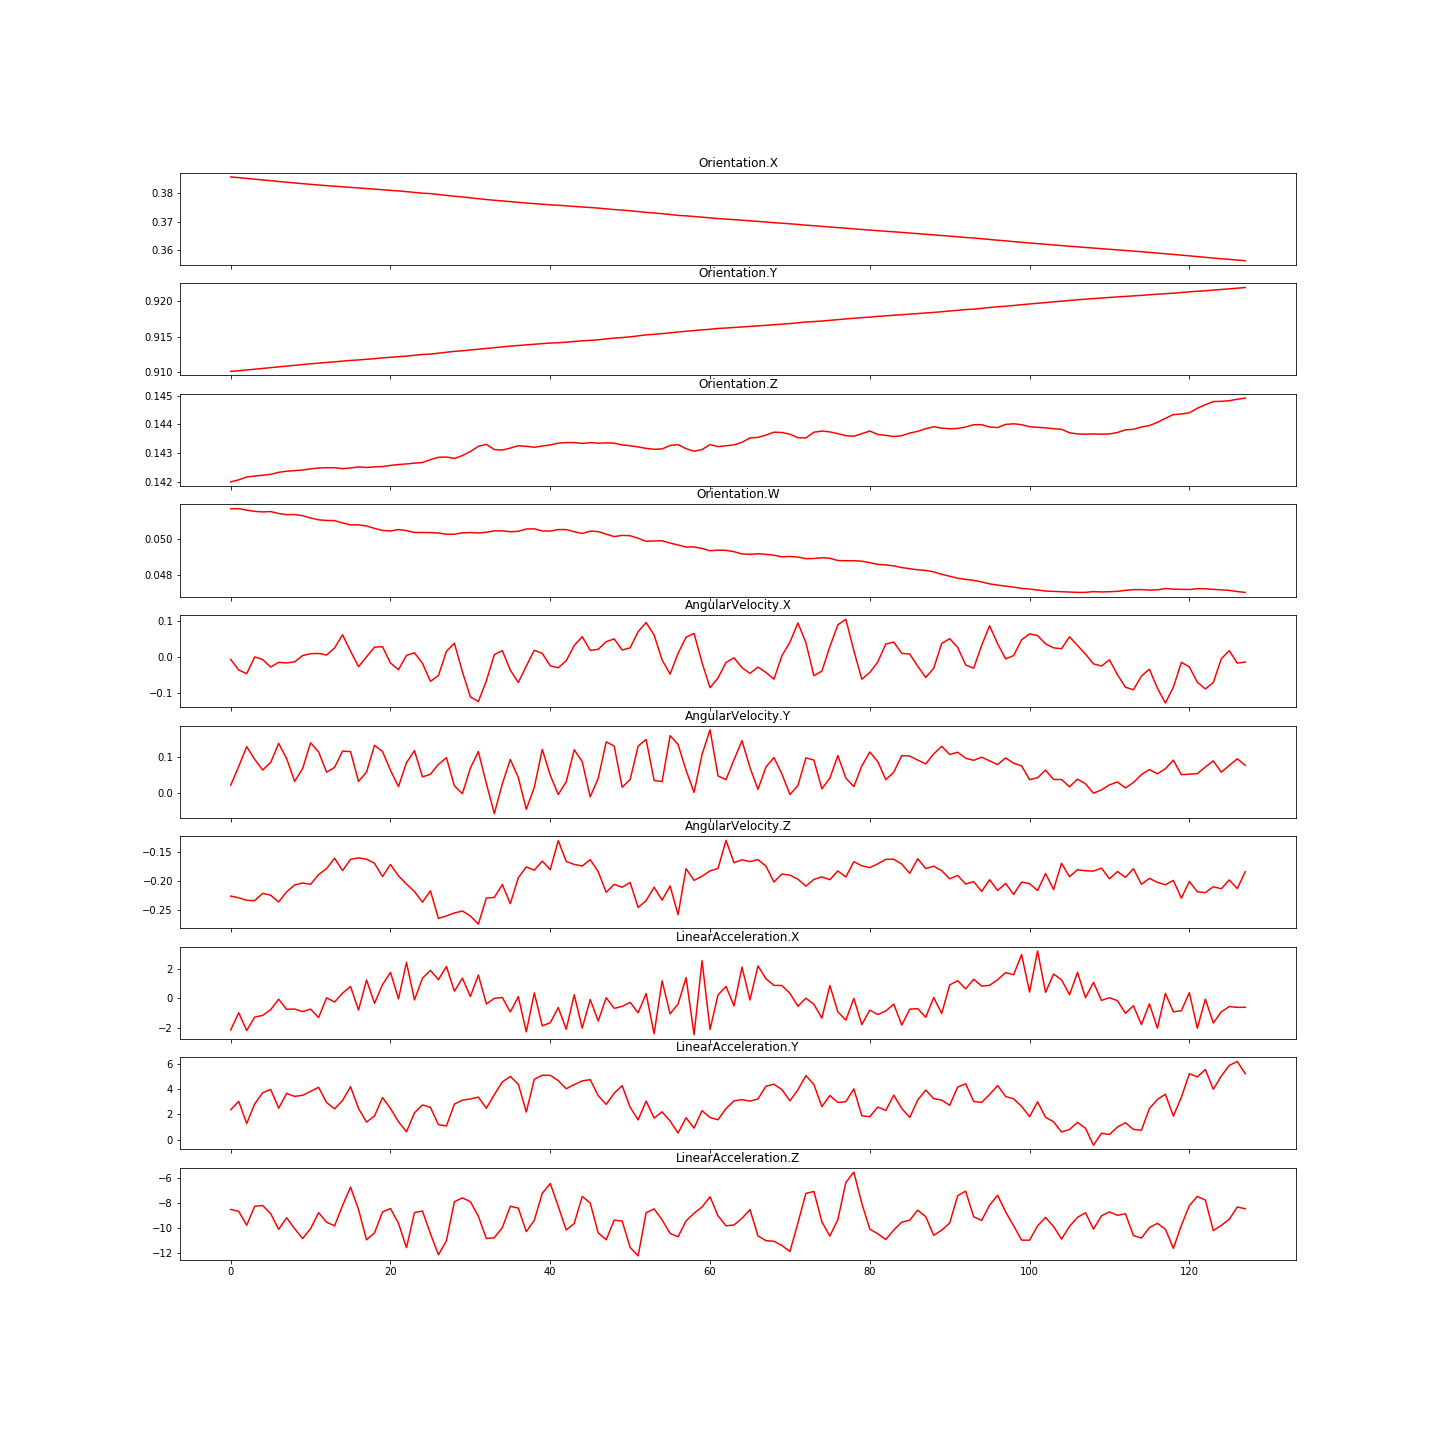 Orientation.X
0.38
0.37
0.36
Orientation.Y
0.920
0.915
0.910
Orientation.Z
0.145
0.144
0.143
0.142
Orientation.W
0.050
0.048
AngularVelocity.X
0.1
0.0
−0.1
AngularVelocity.Y
0.1
0.0
AngularVelocity.Z
−0.15
−0.20
−0.25
LinearAcceleration.X
2
0
−2
LinearAcceleration.Y
6
4
2
0
LinearAcceleration.Z
−6
−8
−10
−12
0 20 40 60 80 100 120